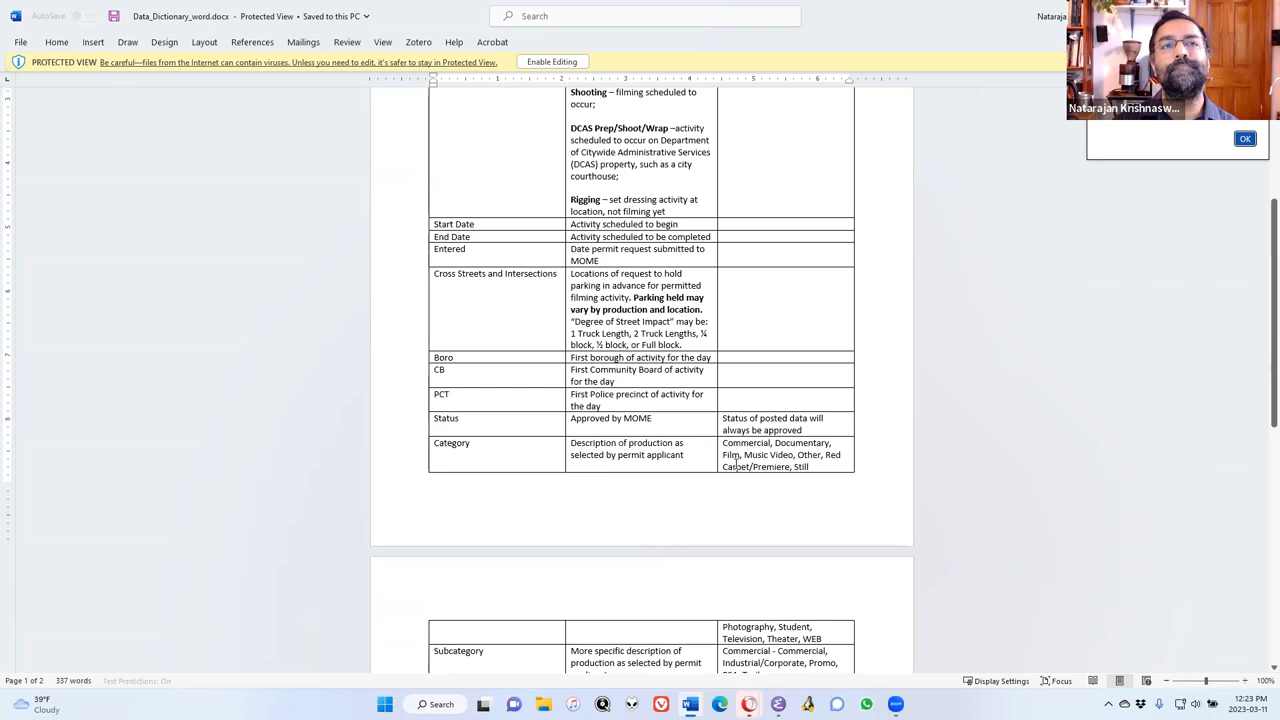 AutoSave
Data_Dictionary_word.docx • Protected View • Saved to this PC
Search
Nataraja
File Home Insert Draw Design Layout References Mailings Review View Zotero Help Acrobat
PROTECTED VIEW Be careful—files from the Internet can contain viruses. Unless you need to edit, it's safer to stay in Protected View. Enable Editing
Natarajan Krishnasw...
OK
1 2 3 4 5 6
Shooting – filming scheduled to
occur;
DCAS Prep/Shoot/Wrap –activity
scheduled to occur on Department
of Citywide Administrative Services
(DCAS) property, such as a city
courthouse;
Rigging – set dressing activity at
location, not filming yet
Start Date Activity scheduled to begin
End Date Activity scheduled to be completed
Entered Date permit request submitted to
MOME
Cross Streets and Intersections Locations of request to hold
parking in advance for permitted
filming activity. Parking held may
vary by production and location.
“Degree of Street Impact” may be:
1 Truck Length, 2 Truck Lengths, ¼
block, ½ block, or Full block.
Boro First borough of activity for the day
CB First Community Board of activity
for the day
PCT First Police precinct of activity for
the day
Status Approved by MOME Status of posted data will
always be approved
Category Description of production as Commercial, Documentary,
selected by permit applicant Film, Music Video, Other, Red
Carpet/Premiere, Still
Photography, Student,
Television, Theater, WEB
Subcategory More specific description of Commercial - Commercial,
production as selected by permit Industrial/Corporate, Promo,
Page 1 of 2 337 words Text Predictions: On Display Settings Focus 100%
39°F
Cloudy
Search
12:23 PM
2023-03-11